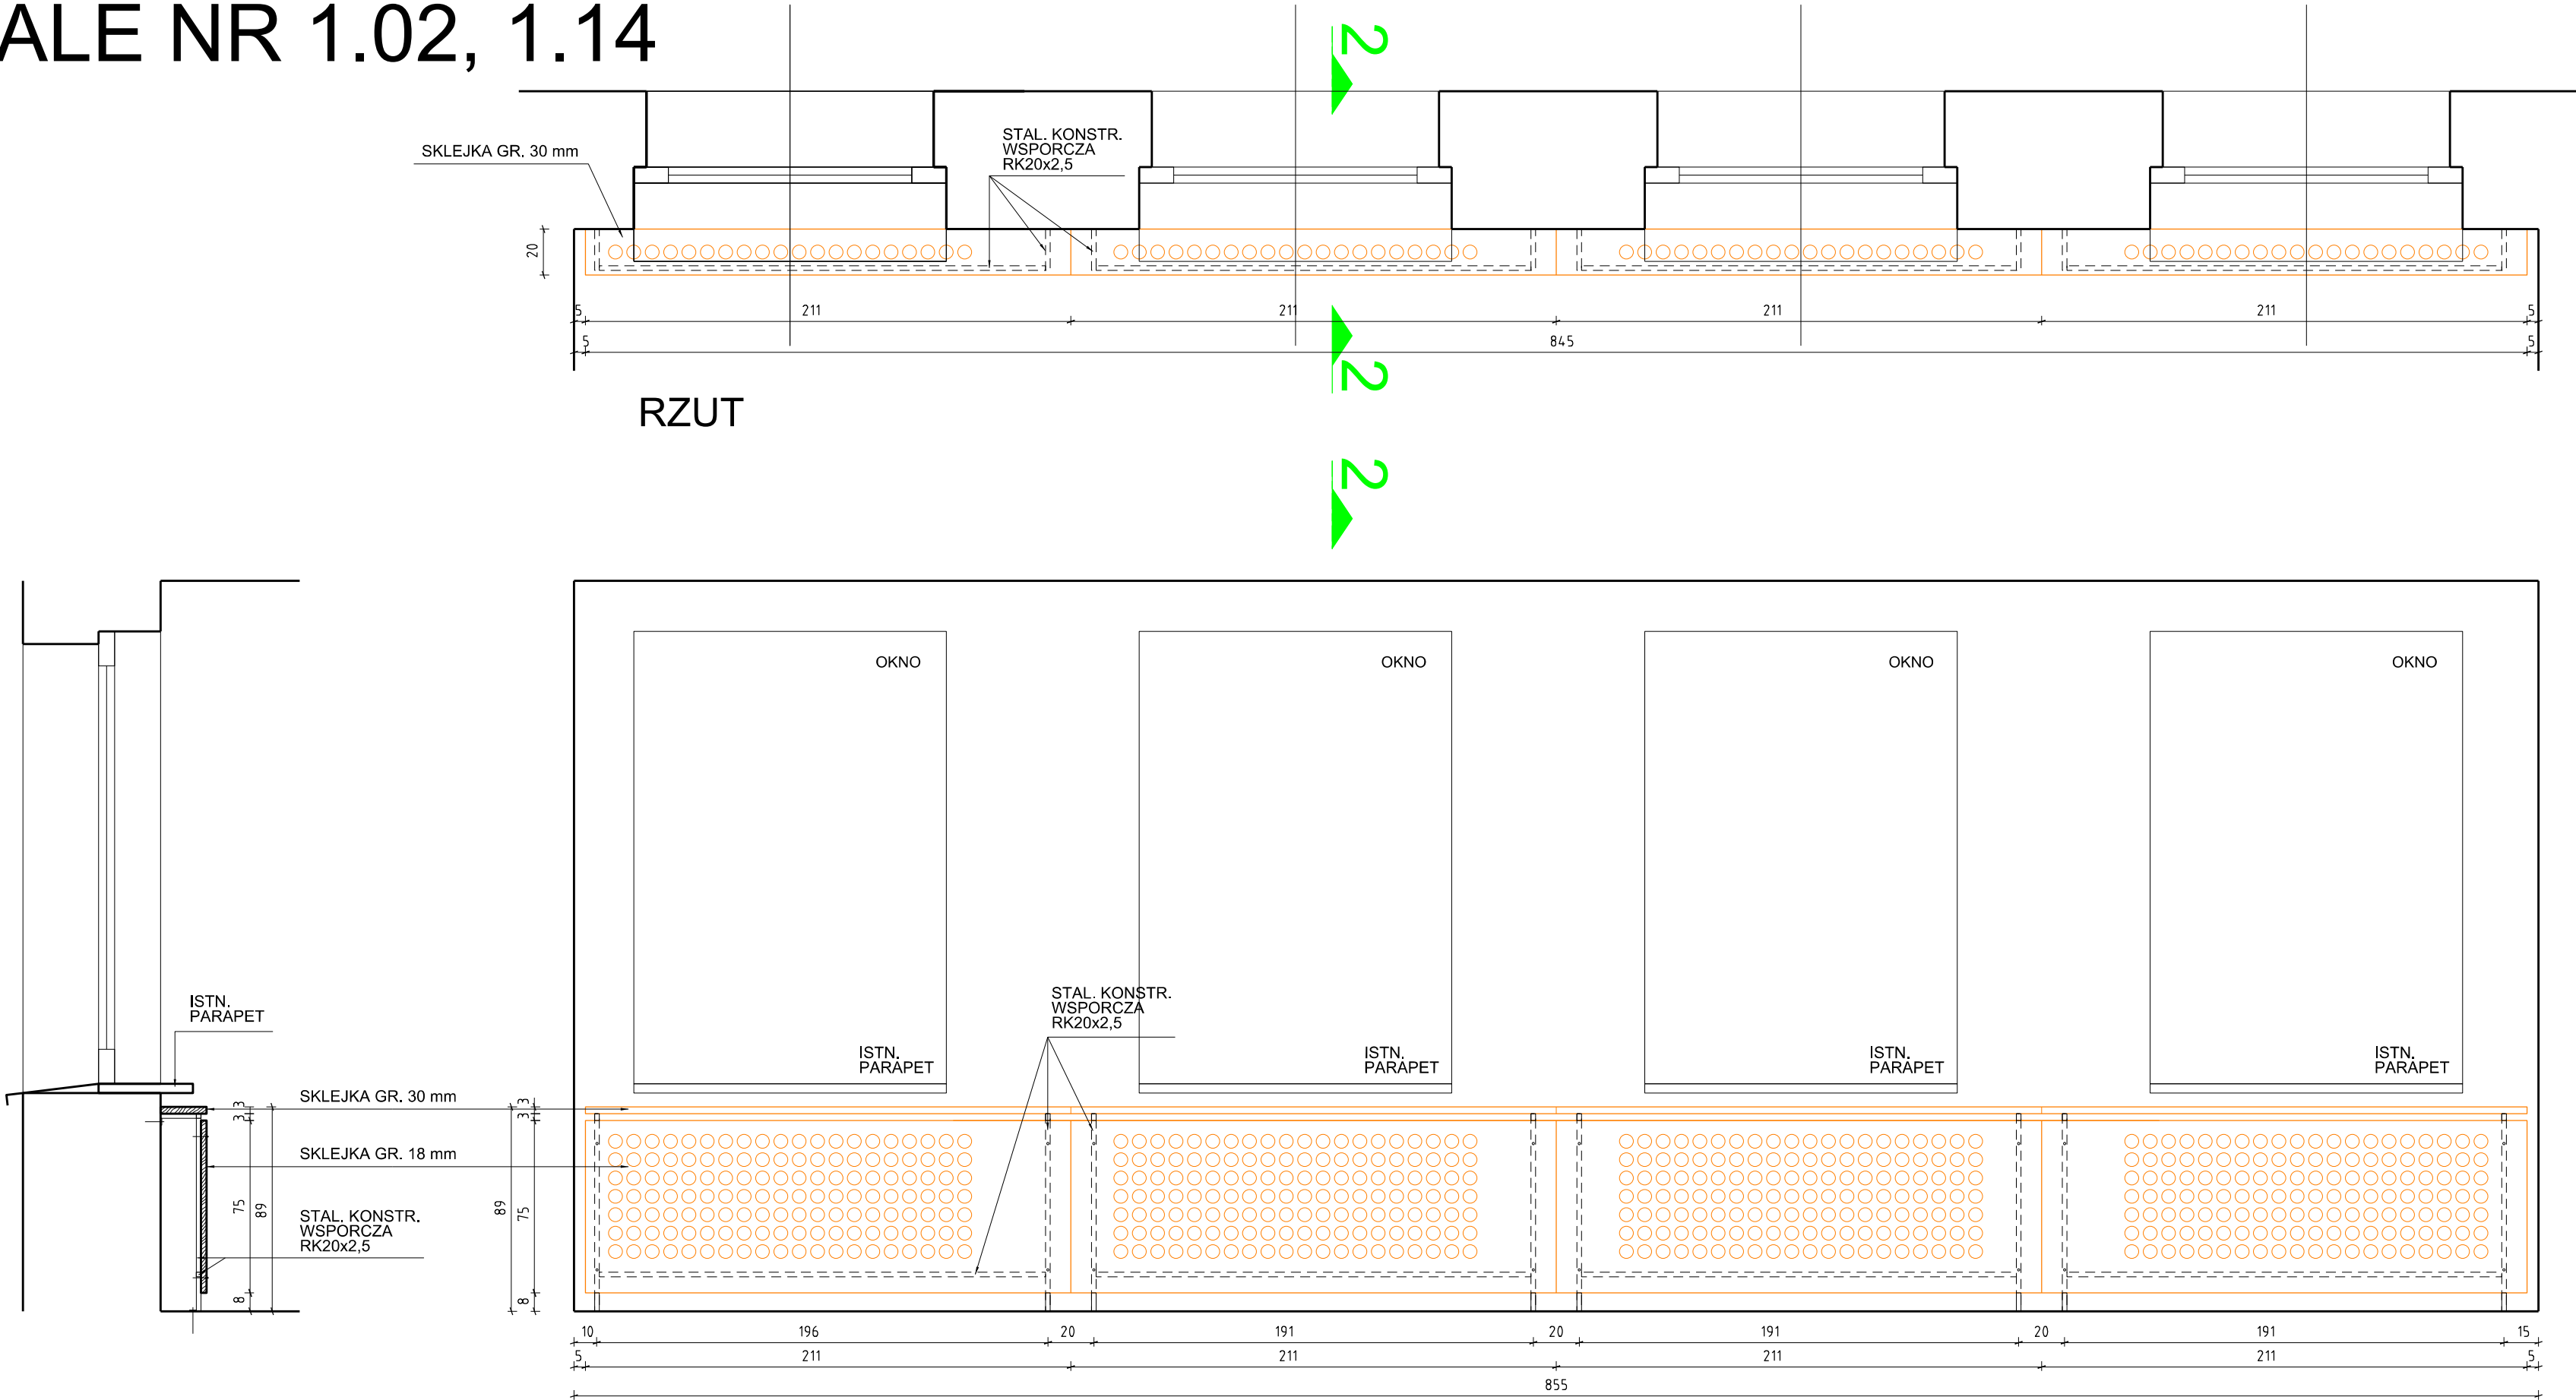 ALE NR 1.02, 1.14
2
SKLEJKA GR. 30 mm
STAL. KONSTR.
WSPORCZA
RK20x2,5
20
5
211
211
211
211
5
5
845
5
2
RZUT
2
OKNO
OKNO
OKNO
OKNO
ISTN.
PARAPET
STAL. KONSTR.
WSPORCZA
RK20x2,5
ISTN.
PARAPET
ISTN.
PARAPET
ISTN.
PARAPET
ISTN.
PARAPET
SKLEJKA GR. 30 mm
3
3
3
3
SKLEJKA GR. 18 mm
75
89
89
75
STAL. KONSTR.
WSPORCZA
RK20x2,5
8
8
10
196
20
191
20
191
20
191
15
5
211
211
211
211
5
855